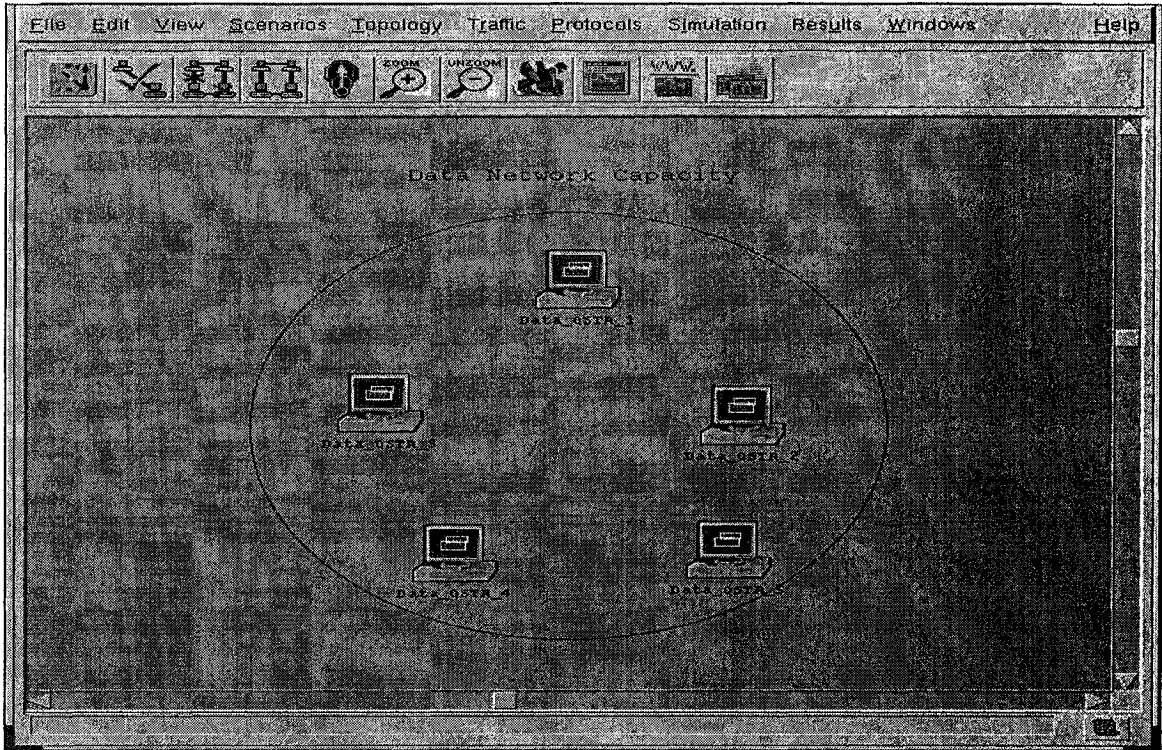 File Edit View Scenarios Topology Traffic Protocols Simulation Results Windows Help
ZOOM UNZOOM WWW.
Data Network Capacity
Data_QSTA_1
Data_QSTA_2
Data_QSTA_4